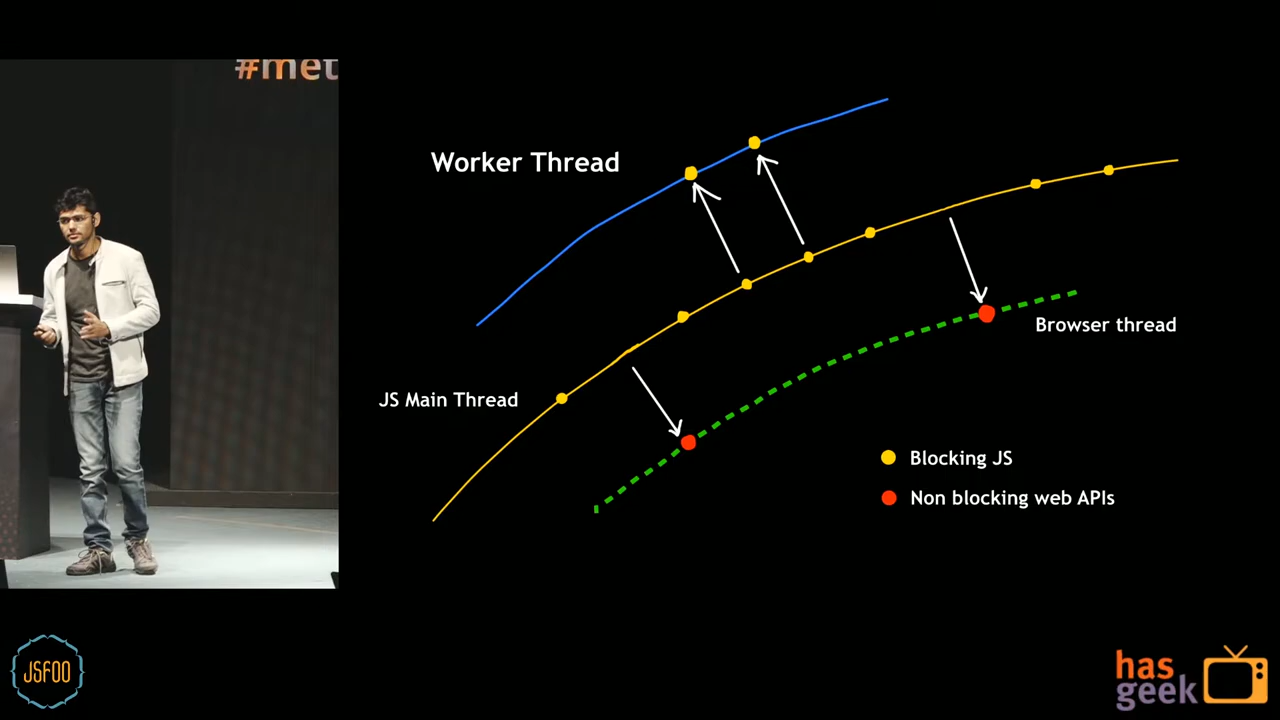 #met
Worker Thread
Browser thread
JS Main Thread
Blocking JS
Non blocking web APIs
JSFOO
has
geek